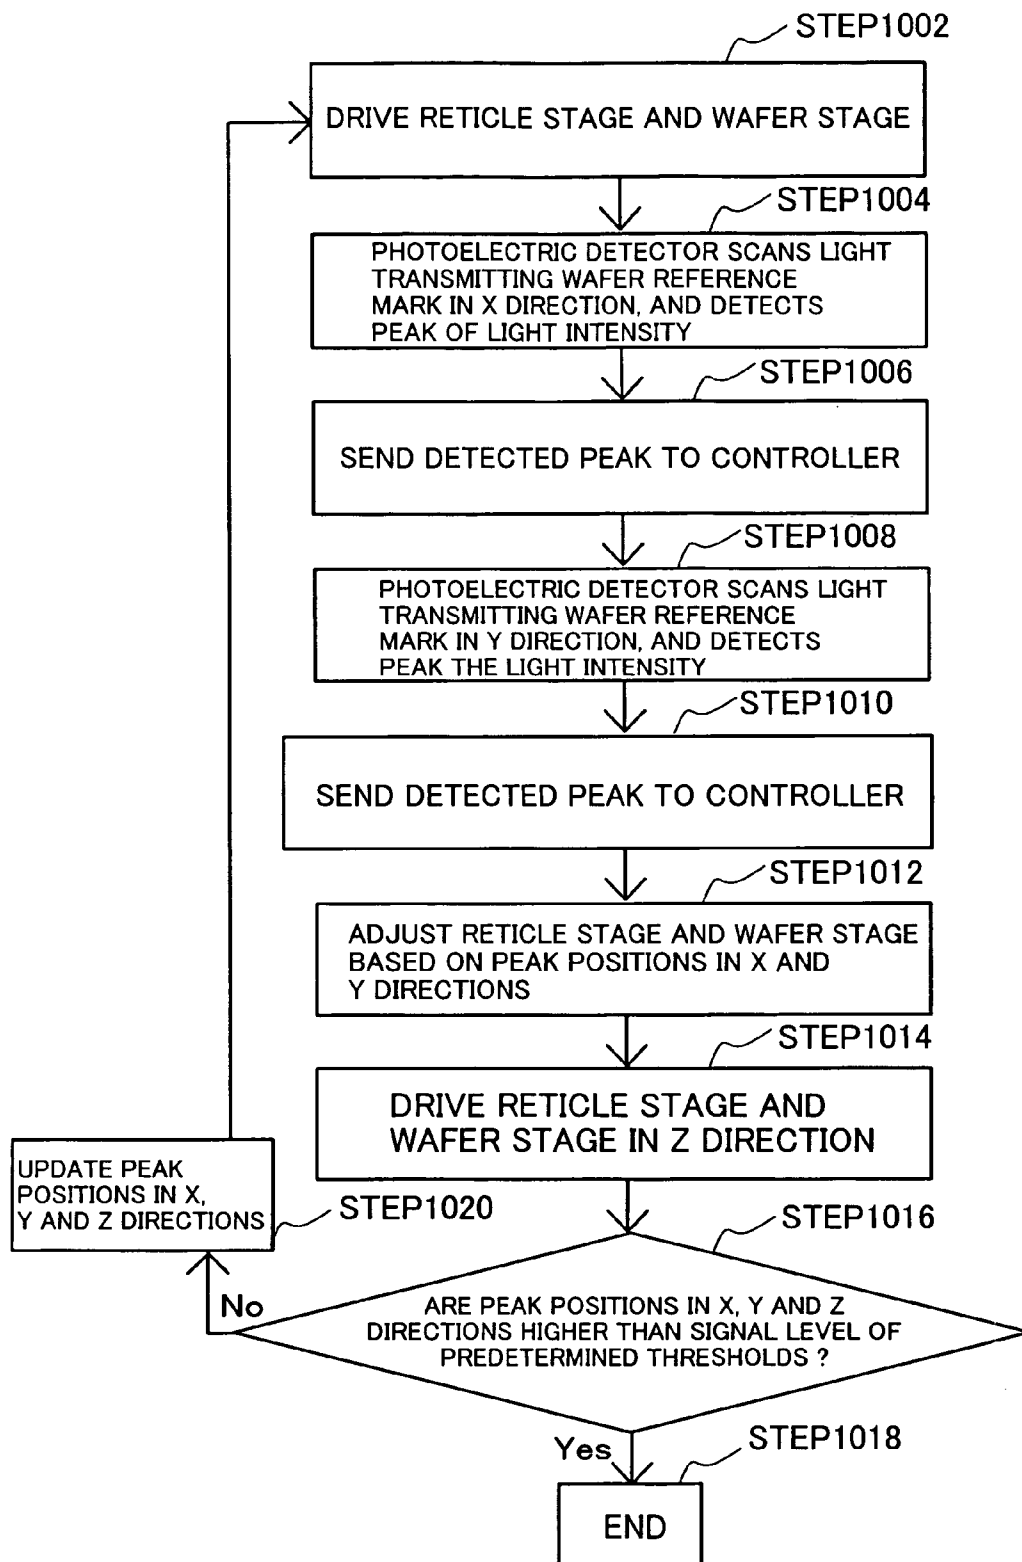 STEP1002
DRIVE RETICLE STAGE AND WAFER STAGE
STEP1004
PHOTOELECTRIC DETECTOR SCANS LIGHT
TRANSMITTING WAFER REFERENCE
MARK IN X DIRECTION, AND DETECTS
PEAK OF LIGHT INTENSITY
STEP1006
SEND DETECTED PEAK TO CONTROLLER
STEP1008
PHOTOELECTRIC DETECTOR SCANS LIGHT
TRANSMITTING WAFER REFERENCE
MARK IN Y DIRECTION, AND DETECTS
PEAK THE LIGHT INTENSITY
STEP1010
SEND DETECTED PEAK TO CONTROLLER
STEP1012
ADJUST RETICLE STAGE AND WAFER STAGE
BASED ON PEAK POSITIONS IN X AND
Y DIRECTIONS
STEP1014
DRIVE RETICLE STAGE AND
WAFER STAGE IN Z DIRECTION
UPDATE PEAK
POSITIONS IN X,
Y AND Z DIRECTIONS
STEP1020
STEP1016
No
ARE PEAK POSITIONS IN X, Y AND Z
DIRECTIONS HIGHER THAN SIGNAL LEVEL OF
PREDETERMINED THRESHOLDS ?
Yes
STEP1018
END